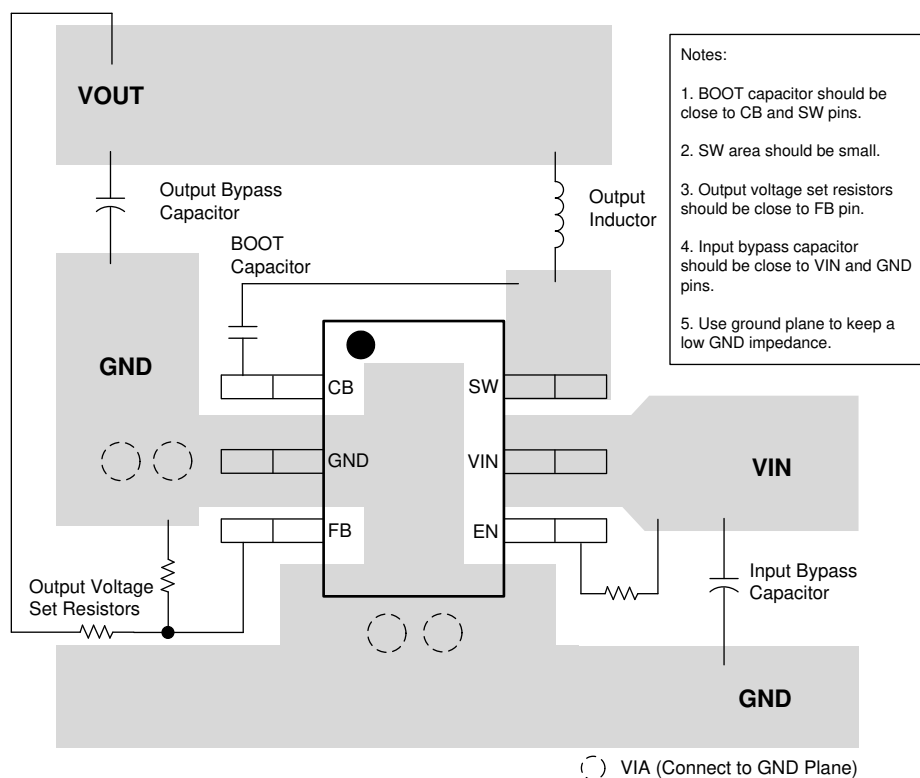 VOUT
Output Bypass
Capacitor
Output
Inductor
BOOT
Capacitor
GND
CB
SW
GND
VIN
FB
EN
VIN
Output Voltage
Set Resistors
Input Bypass
Capacitor
GND
VIA (Connect to GND Plane)
Notes:
1. BOOT capacitor should be
close to CB and SW pins.
2. SW area should be small.
3. Output voltage set resistors
should be close to FB pin.
4. Input bypass capacitor
should be close to VIN and GND
pins.
5. Use ground plane to keep a
low GND impedance.